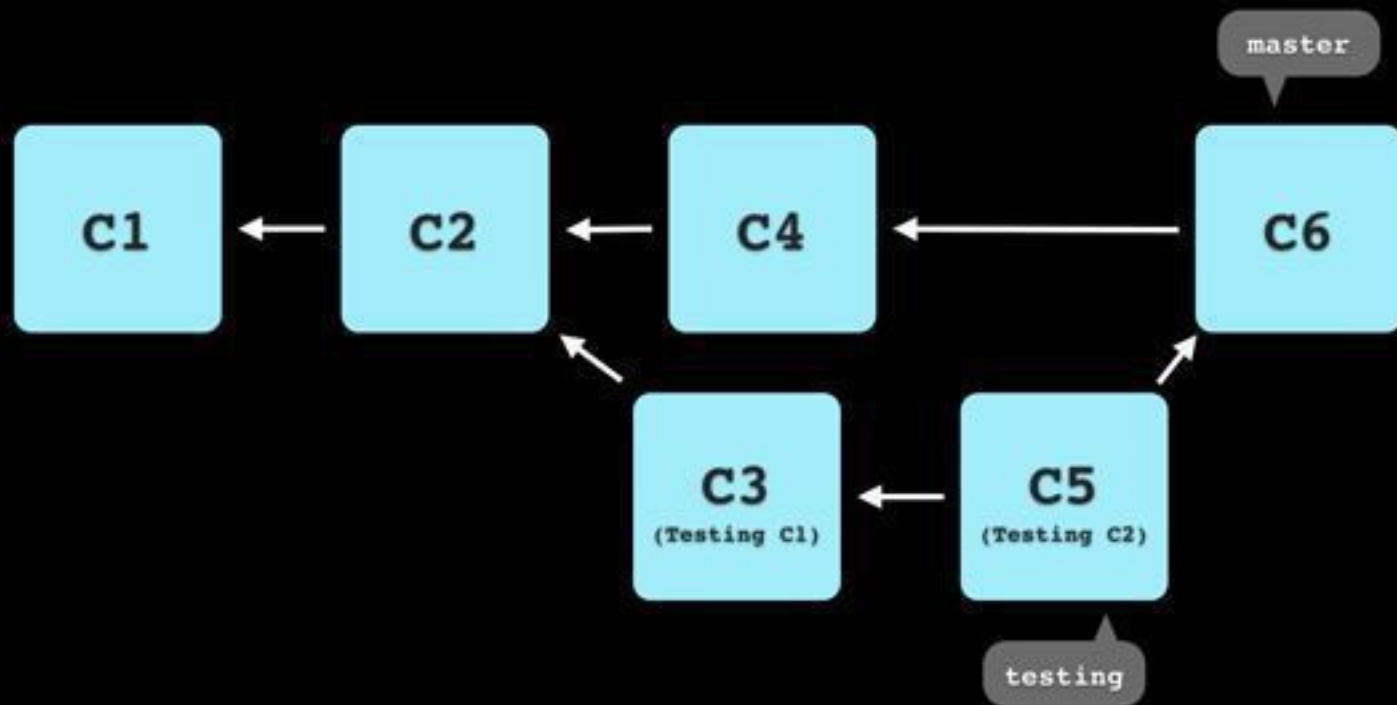 master
C1
C2
C4
C6
C3
(Testing C1)
C5
(Testing C2)
testing